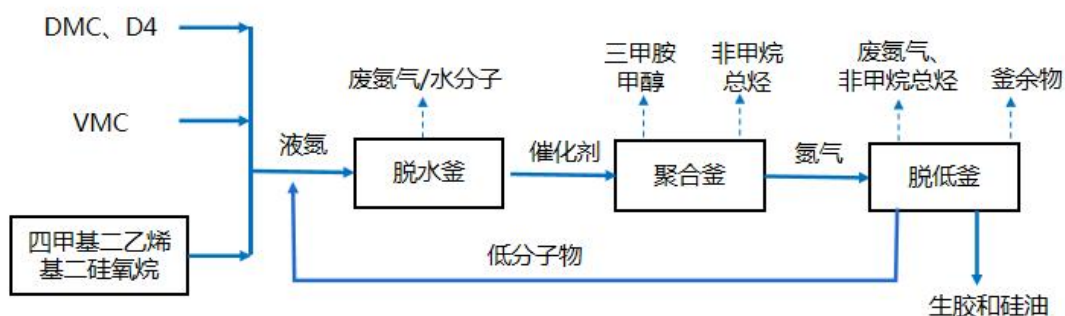 DMC、D4
VMC
四甲基二乙烯
基二硅氧烷
液氮
废氮气/水分子
脱水釜
催化剂
三甲胺
甲醇
非甲烷
总烃
聚合釜
氮气
废氮气、
非甲烷总烃
釜余物
脱低釜
低分子物
生胶和硅油